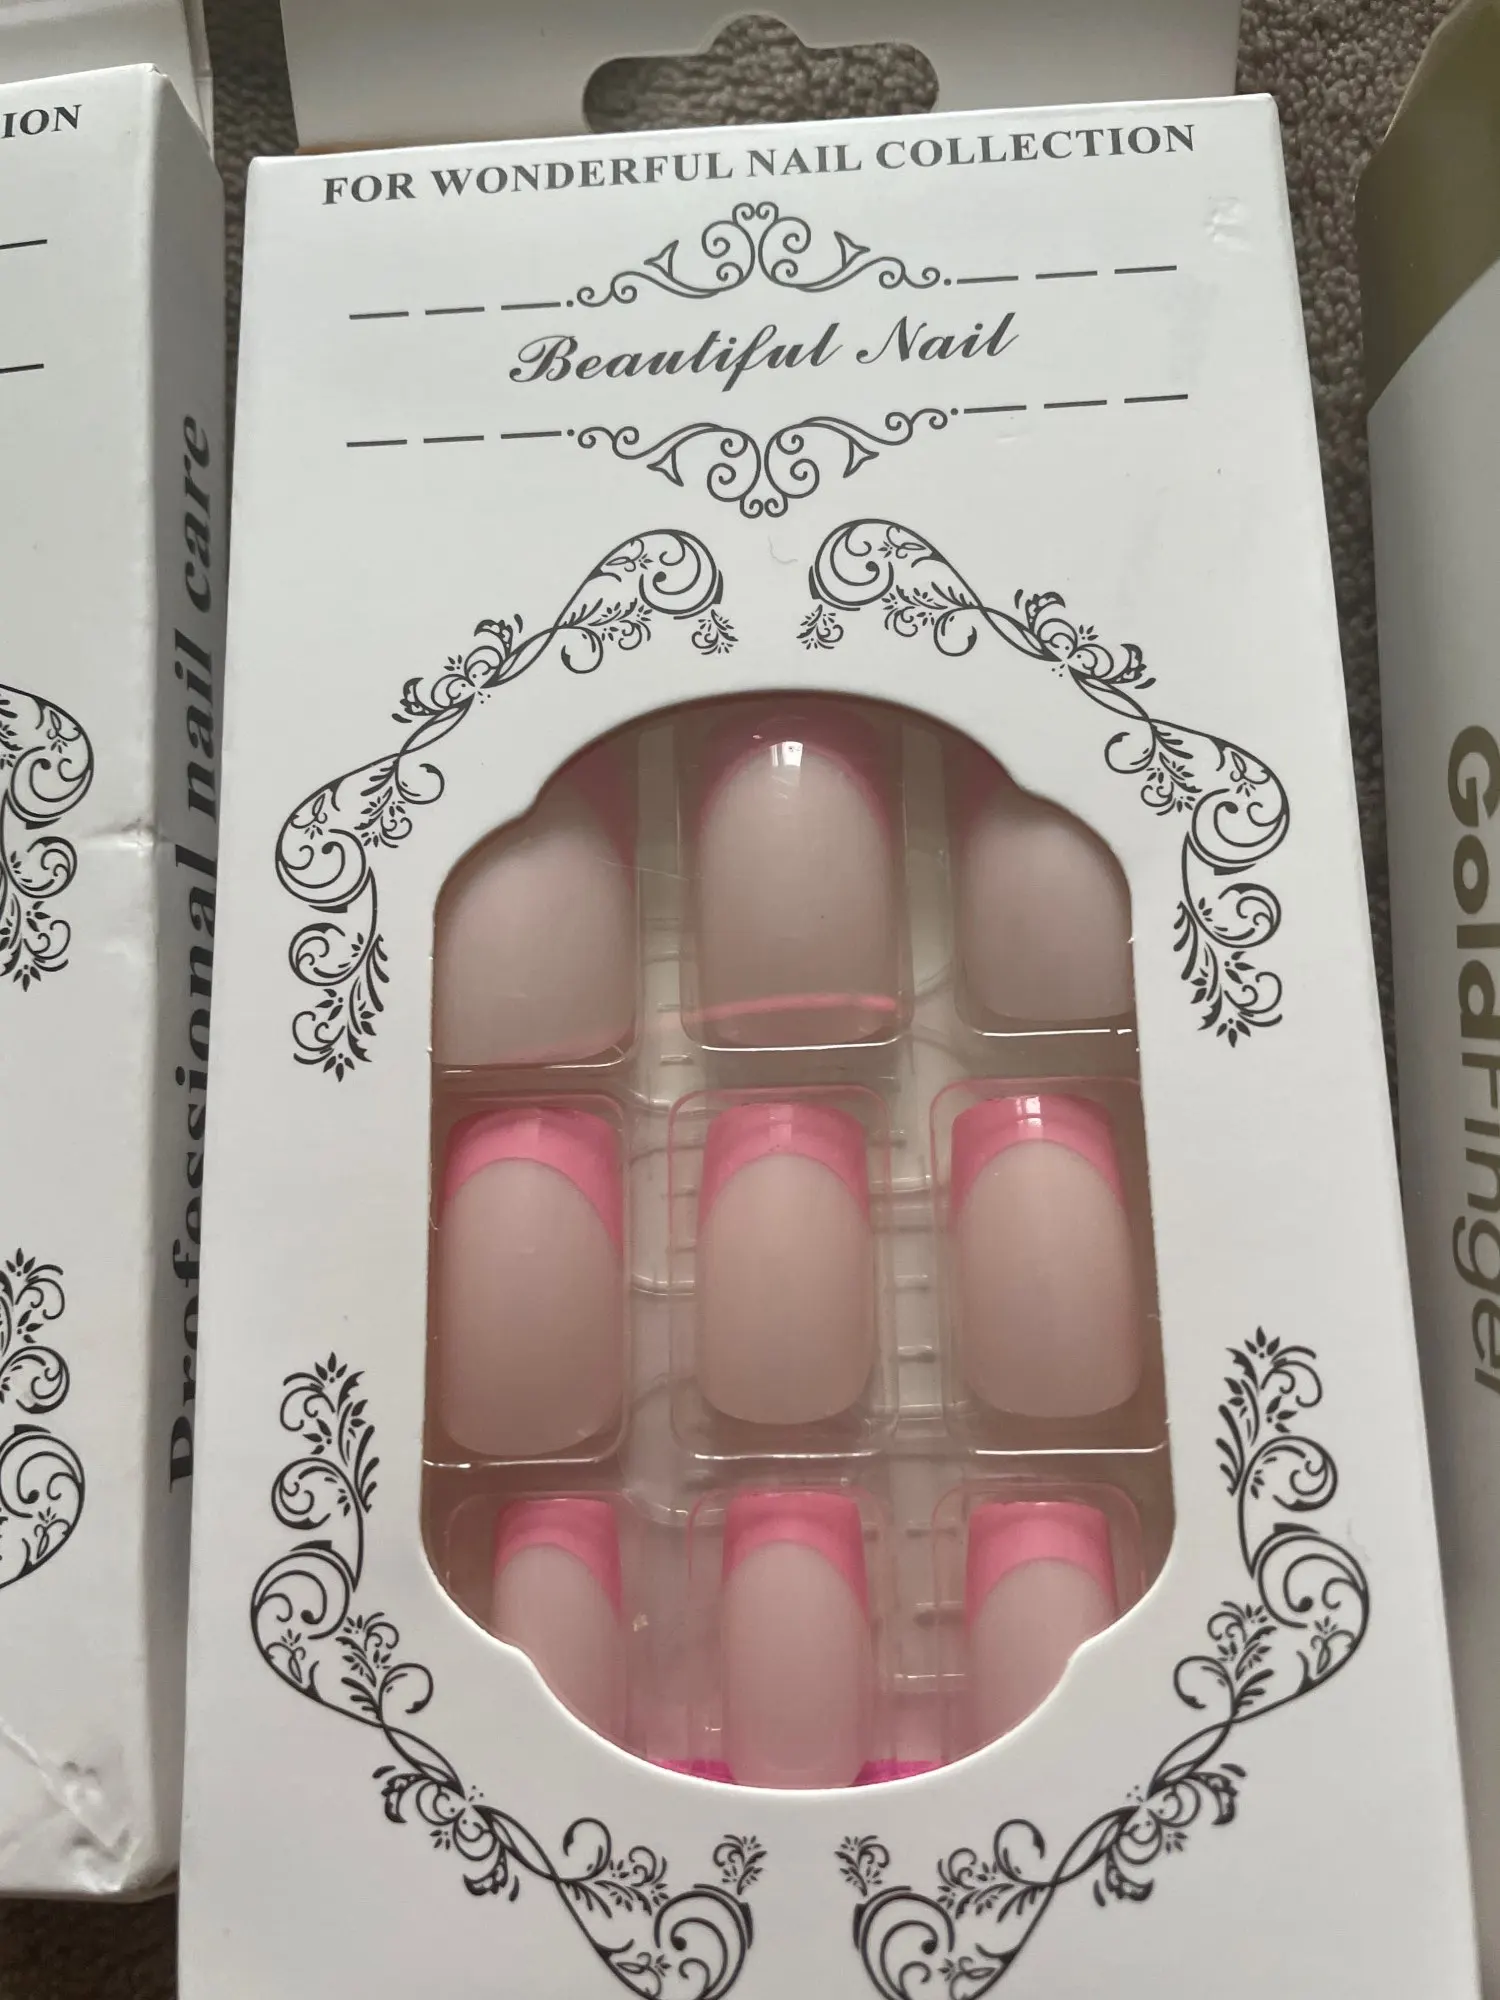 ION
Professional nail care
FOR WONDERFUL NAIL COLLECTION
Beautiful Nail
GoldFinger